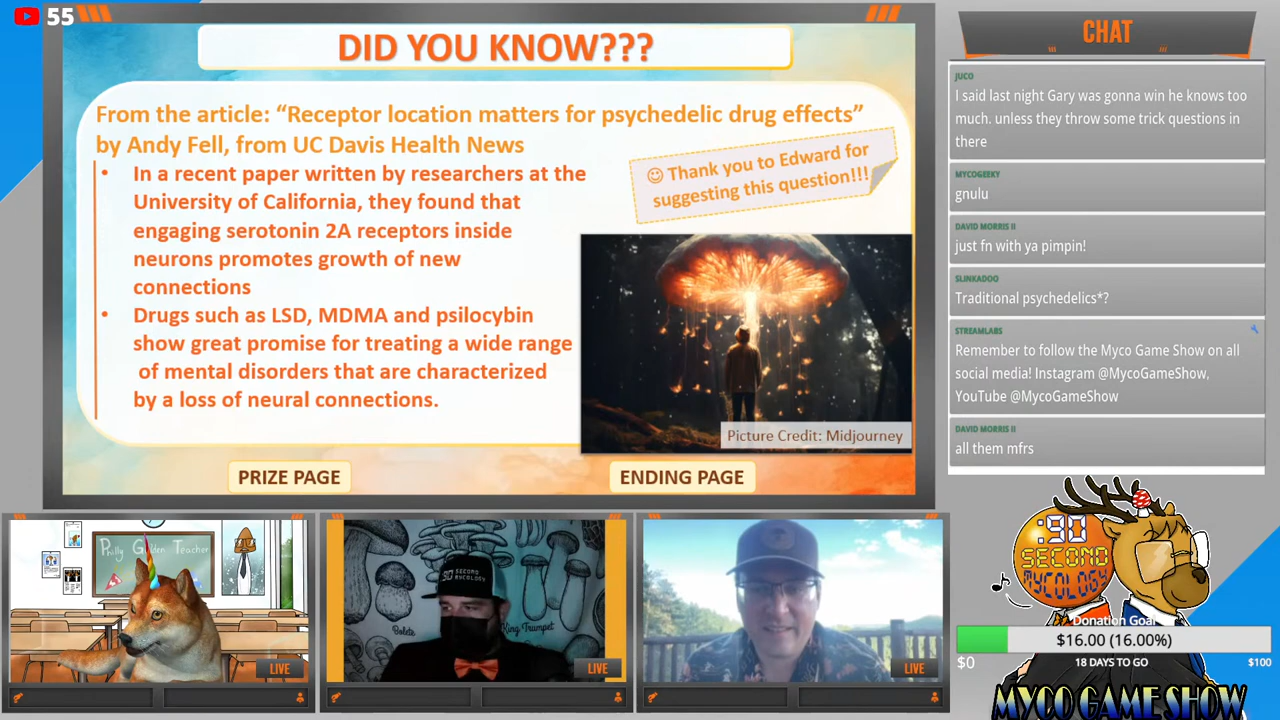 55
DID YOU KNOW???
From the article: “Receptor location matters for psychedelic drug effects”
by Andy Fell, from UC Davis Health News
• In a recent paper written by researchers at the
University of California, they found that
engaging serotonin 2A receptors inside
neurons promotes growth of new
connections
• Drugs such as LSD, MDMA and psilocybin
show great promise for treating a wide range
of mental disorders that are characterized
by a loss of neural connections.
☺ Thank you to Edward for
suggesting this question!!!
Picture Credit: Midjourney
PRIZE PAGE
ENDING PAGE
CHAT
JUCO
I said last night Gary was gonna win he knows too
much. unless they throw some trick questions in
there
MYCOGEEKY
gnulu
DAVID MORRIS II
just fn with ya pimpin!
SLINKADOO
Traditional psychedelics*?
STREAMLABS
Remember to follow the Myco Game Show on all
social media! Instagram @MycoGameShow,
YouTube @MycoGameShow
DAVID MORRIS II
all them mfrs
Philly Golden Teacher
LIVE
90 SECOND
MYCOLOGY
Bolete
King Trumpet
LIVE
LIVE
:90
SECOND
MYCOLOGY
Donation Goal
$16.00 (16.00%)
$0
18 DAYS TO GO
$100
MYCO GAME SHOW